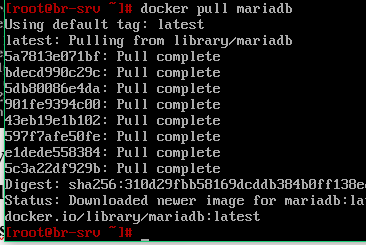 [root@br-srv ~]# docker pull mariadb
Using default tag: latest
latest: Pulling from library/mariadb
5a7813e071bf: Pull complete
bdecd990c29c: Pull complete
5db80086e4da: Pull complete
901fe9394c00: Pull complete
43eb19e1b102: Pull complete
597f7afe50fe: Pull complete
e1dede558384: Pull complete
5c3a22df929b: Pull complete
Digest: sha256:310d29fbb58169dcddb384b0ff138e
Status: Downloaded newer image for mariadb:la
docker.io/library/mariadb:latest
[root@br-srv ~]# _